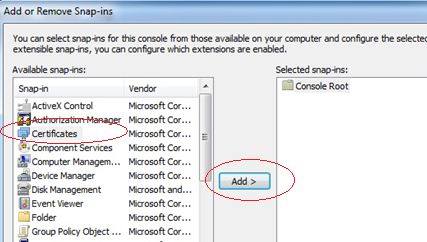 Add or Remove Snap-ins
You can select snap-ins for this console from those available on your computer and configure the selected
extensible snap-ins, you can configure which extensions are enabled.
Available snap-ins:
Selected snap-ins:
Snap-in Vendor
Console Root
ActiveX Control Microsoft Cor...
Authorization Manager Microsoft Cor...
Certificates Microsoft Cor...
Component Services Microsoft Cor...
Computer Managem... Microsoft Cor...
Device Manager Microsoft Cor...
Disk Management Microsoft and...
Event Viewer Microsoft Cor...
Folder Microsoft Cor...
Group Policy Object ... Microsoft Cor...
Add >